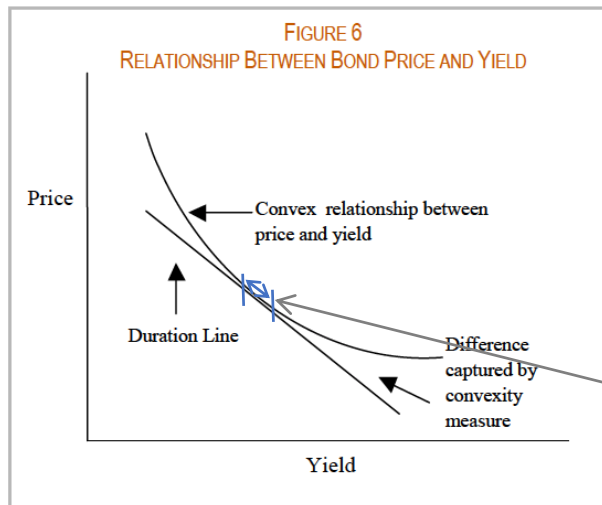 FIGURE 6
RELATIONSHIP BETWEEN BOND PRICE AND YIELD
Price
Convex relationship between
price and yield
Duration Line
Difference
captured by
convexity
measure
Yield